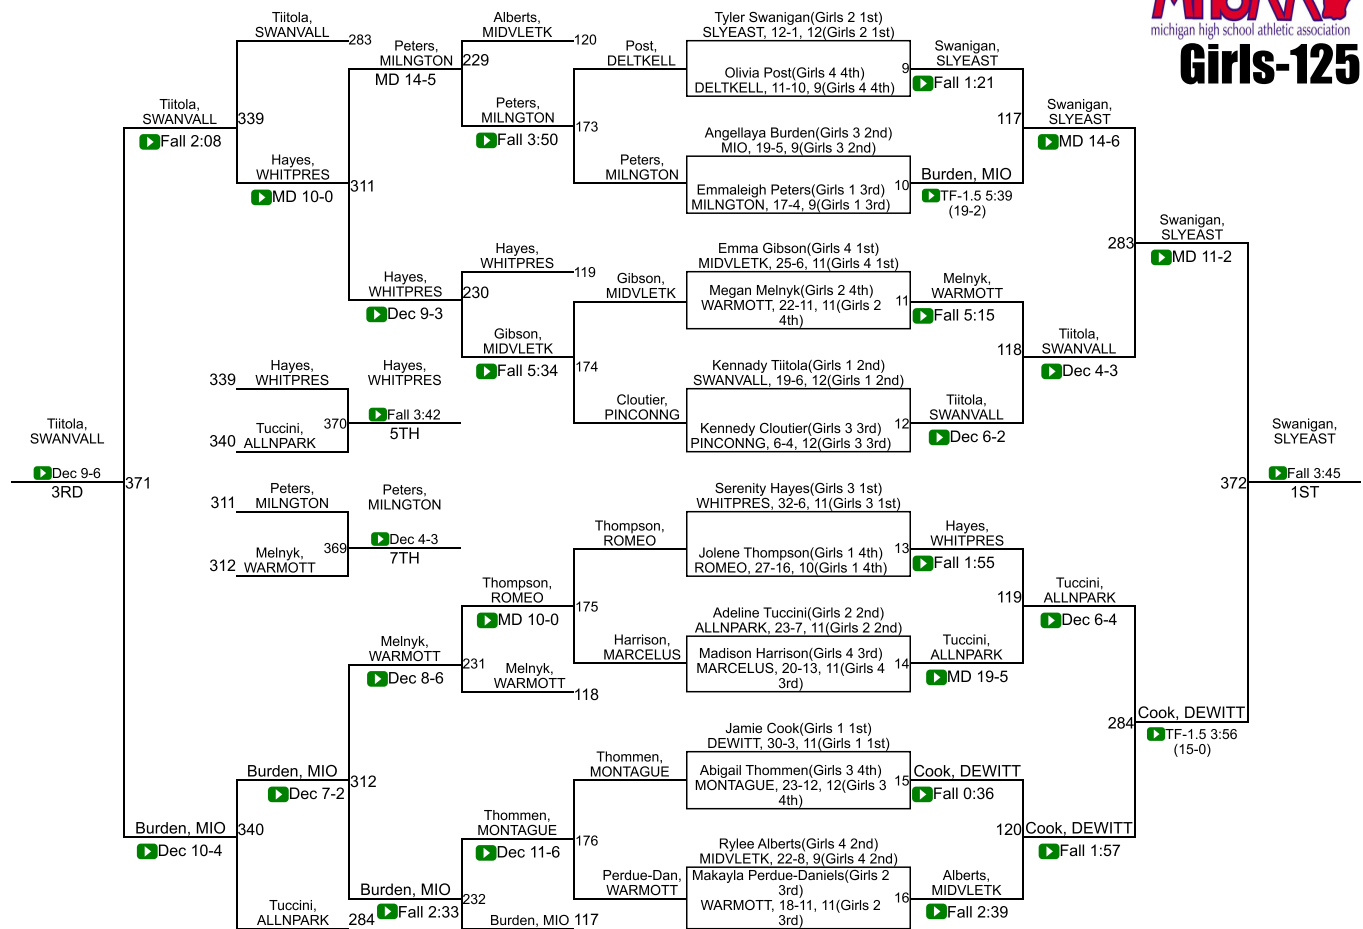 MHSAA
michigan high school athletic association
Girls-125
Tiitola,
SWANVALL
283
Tiitola,
SWANVALL
Fall 2:08
339
Hayes,
WHITPRES
MD 10-0
311
Peters,
MILNGTON
MD 14-5
229
Alberts,
MIDVLETK
120
Peters,
MILNGTON
Fall 3:50
173
Hayes,
WHITPRES
Dec 9-3
230
Hayes,
WHITPRES
119
Gibson,
MIDVLETK
Fall 5:34
174
Post,
DELTKELL
Peters,
MILNGTON
Gibson,
MIDVLETK
Cloutier,
PINCONNG
Tyler Swanigan(Girls 2 1st)
SLYEAST, 12-1, 12(Girls 2 1st)
Olivia Post(Girls 4 4th)
DELTKELL, 11-10, 9(Girls 4 4th)
9
Angellaya Burden(Girls 3 2nd)
MIO, 19-5, 9(Girls 3 2nd)
Emmaleigh Peters(Girls 1 3rd)
MILNGTON, 17-4, 9(Girls 1 3rd)
10
Emma Gibson(Girls 4 1st)
MIDVLETK, 25-6, 11(Girls 4 1st)
Megan Melnyk(Girls 2 4th)
WARMOTT, 22-11, 11(Girls 2
4th)
11
Kennady Tiitola(Girls 1 2nd)
SWANVALL, 19-6, 12(Girls 1 2nd)
Kennedy Cloutier(Girls 3 3rd)
PINCONNG, 6-4, 12(Girls 3 3rd)
12
Swanigan,
SLYEAST
Fall 1:21
117
Burden, MIO
TF-1.5 5:39
(19-2)
Melnyk,
WARMOTT
Fall 5:15
118
Tiitola,
SWANVALL
Dec 6-2
Swanigan,
SLYEAST
MD 14-6
283
Tiitola,
SWANVALL
Dec 4-3
Swanigan,
SLYEAST
MD 11-2
339
Hayes,
WHITPRES
340
Tuccini,
ALLNPARK
370
Hayes,
WHITPRES
Fall 3:42
5TH
311
Peters,
MILNGTON
312
Melnyk,
WARMOTT
369
Peters,
MILNGTON
Dec 4-3
7TH
Tiitola,
SWANVALL
Dec 9-6
3RD
371
372
Swanigan,
SLYEAST
Fall 3:45
1ST
Thompson,
ROMEO
Harrison,
MARCELUS
Thompson,
ROMEO
MD 10-0
175
Melnyk,
WARMOTT
Dec 8-6
231
Melnyk,
WARMOTT
118
Serenity Hayes(Girls 3 1st)
WHITPRES, 32-6, 11(Girls 3 1st)
Jolene Thompson(Girls 1 4th)
ROMEO, 27-16, 10(Girls 1 4th)
13
Adeline Tuccini(Girls 2 2nd)
ALLNPARK, 23-7, 11(Girls 2 2nd)
Madison Harrison(Girls 4 3rd)
MARCELUS, 20-13, 11(Girls 4
3rd)
14
Hayes,
WHITPRES
Fall 1:55
119
Tuccini,
ALLNPARK
MD 19-5
Tuccini,
ALLNPARK
Dec 6-4
284
Cook, DEWITT
TF-1.5 3:56
(15-0)
Burden, MIO
Dec 7-2
312
Burden, MIO
Dec 10-4
340
Tuccini,
ALLNPARK
284
Burden, MIO
Fall 2:33
232
Thommen,
MONTAGUE
Dec 11-6
176
Burden, MIO
117
Thommen,
MONTAGUE
Perdue-Dan,
WARMOTT
Jamie Cook(Girls 1 1st)
DEWITT, 30-3, 11(Girls 1 1st)
Abigail Thommen(Girls 3 4th)
MONTAGUE, 23-12, 12(Girls 3
4th)
15
Rylee Alberts(Girls 4 2nd)
MIDVLETK, 22-8, 9(Girls 4 2nd)
Makayla Perdue-Daniels(Girls 2
3rd)
WARMOTT, 18-11, 11(Girls 2
3rd)
16
Cook, DEWITT
Fall 0:36
120
Alberts,
MIDVLETK
Fall 2:39
Cook, DEWITT
Fall 1:57